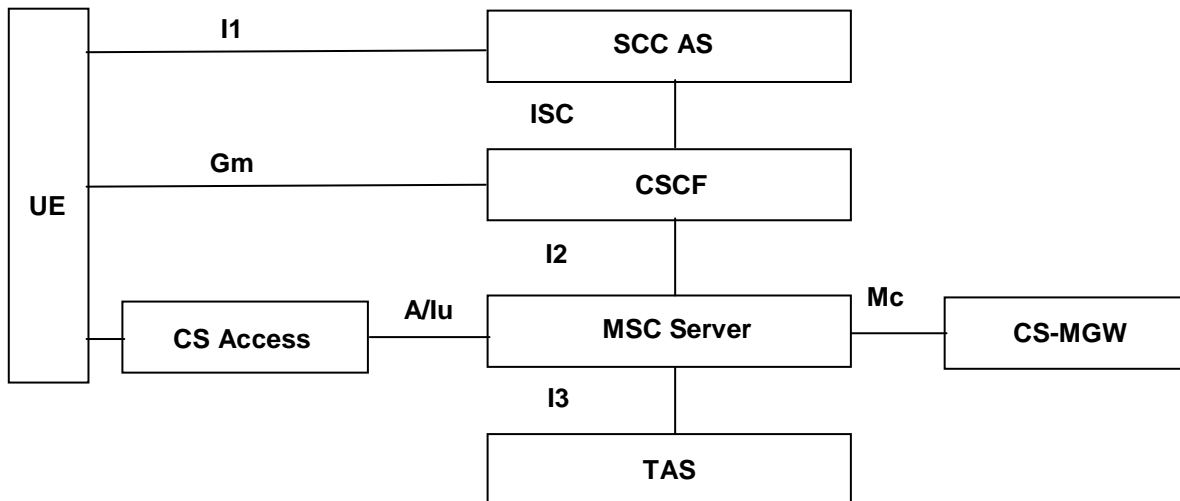 I1
SCC AS
ISC
Gm
CSCF
UE
I2
Mc
A/Iu
MSC Server
CS-MGW
CS Access
I3
TAS